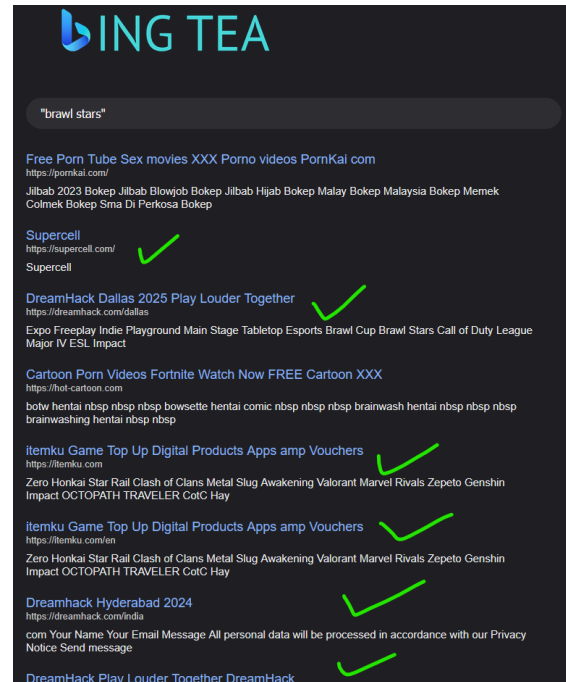 bING TEA
"brawl stars"
Free Porn Tube Sex movies XXX Porno videos PornKai com
https://pornkai.com/
Jilbab 2023 Bokep Jilbab Blowjob Bokep Jilbab Hijab Bokep Malay Bokep Malaysia Bokep Memek
Colmek Bokep Sma Di Perkosa Bokep
Supercell
https://supercell.com/
Supercell
DreamHack Dallas 2025 Play Louder Together
https://dreamhack.com/dallas
Expo Freeplay Indie Playground Main Stage Tabletop Esports Brawl Cup Brawl Stars Call of Duty League
Major IV ESL Impact
Cartoon Porn Videos Fortnite Watch Now FREE Cartoon XXX
https://hot-cartoon.com
botw hentai nbsp nbsp nbsp bowsette hentai comic nbsp nbsp nbsp brainwash hentai nbsp nbsp nbsp
brainwashing hentai nbsp nbsp
itemku Game Top Up Digital Products Apps amp Vouchers
https://itemku.com
Zero Honkai Star Rail Clash of Clans Metal Slug Awakening Valorant Marvel Rivals Zepeto Genshin
Impact OCTOPATH TRAVELER CotC Hay
itemku Game Top Up Digital Products Apps amp Vouchers
https://itemku.com/en
Zero Honkai Star Rail Clash of Clans Metal Slug Awakening Valorant Marvel Rivals Zepeto Genshin
Impact OCTOPATH TRAVELER CotC Hay
Dreamhack Hyderabad 2024
https://dreamhack.com/india
com Your Name Your Email Message All personal data will be processed in accordance with our Privacy
Notice Send message
DreamHack Play Louder Together DreamHack